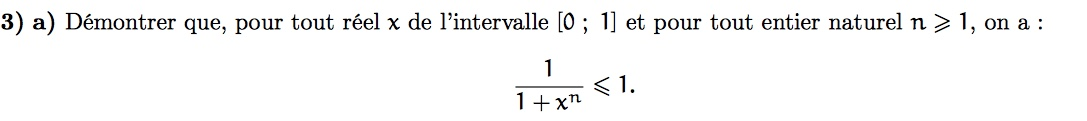 3) a) Démontrer que, pour tout réel x de l'intervalle [0 ; 1] et pour tout entier naturel n ⩾ 1, on a :
1/(1 + xⁿ) ⩽ 1.